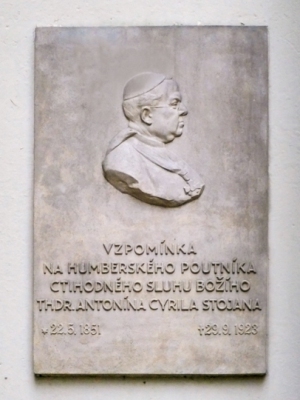 VZPOMÍNKA
NA HUMBERSKÉHO POUTNÍKA
CTIHODNÉHO SLUHU BOŽÍHO
THDR. ANTONÍNA CYRILA STOJANA
*22.5.1851 †29.9.1923